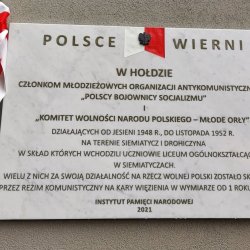 POLSCE WIERNI
W HOŁDZIE
CZŁONKOM MŁODZIEŻOWYCH ORGANIZACJI ANTYKOMUNISTYCZN
„POLSCY BOJOWNICY SOCJALIZMU”
I
„KOMITET WOLNOŚCI NARODU POLSKIEGO – MŁODE ORŁY”
DZIAŁAJĄCYCH OD JESIENI 1948 R., DO LISTOPADA 1952 R.
NA TERENIE SIEMIATYCZ I DROHICZYNA
W SKŁAD KTÓRYCH WCHODZILI UCZNIOWIE LICEUM OGÓLNOKSZTAŁCĄC
W SIEMIATYCZACH.
WIELU Z NICH ZA SWOJĄ DZIAŁALNOŚĆ NA RZECZ WOLNEJ POLSKI ZOSTAŁO SK
PRZEZ REŻIM KOMUNISTYCZNY NA KARY WIĘZIENIA W WYMIARZE OD 1 ROKU
INSTYTUT PAMIĘCI NARODOWEJ
2021